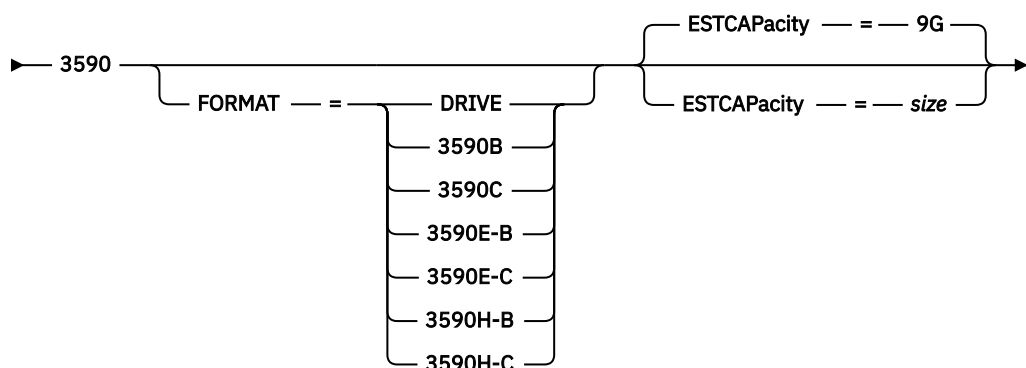 ESTCAPacity = 9G
3590
FORMAT = DRIVE
ESTCAPacity = size
3590B
3590C
3590E-B
3590E-C
3590H-B
3590H-C